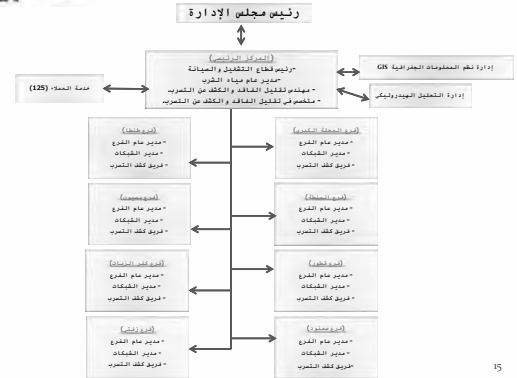 رئيس مجلس الإدارة
(المركز الرئيسي)
-رئيس قطاع التشغيل والصيانة
-مدير عام مياه الشرب
- مهندس تقليل الفاقد والكشف عن التسرب
- متخصص في تقليل الفاقد والكشف عن التسرب
إدارة نظم المعلومات الجغرافية GIS
إدارة التحليل الهيدروليكي
خدمة العملاء (125)
(فرع المحلة الكبرى)
- مدير عام الفرع
- مدير الشبكات
- فريق كشف التسرب
(فرع طنطا)
- مدير عام الفرع
- مدير الشبكات
- فريق كشف التسرب
(فرع السنطة)
- مدير عام الفرع
- مدير الشبكات
- فريق كشف التسرب
(فرع بسيون)
- مدير عام الفرع
- مدير الشبكات
- فريق كشف التسرب
(فرع قطور)
- مدير عام الفرع
- مدير الشبكات
- فريق كشف التسرب
(فرع كفر الزيات)
- مدير عام الفرع
- مدير الشبكات
- فريق كشف التسرب
(فرع سمنود)
- مدير عام الفرع
- مدير الشبكات
-فريق كشف التسرب
(فرع زفتى)
- مدير عام الفرع
- مدير الشبكات
- فريق كشف التسرب
15